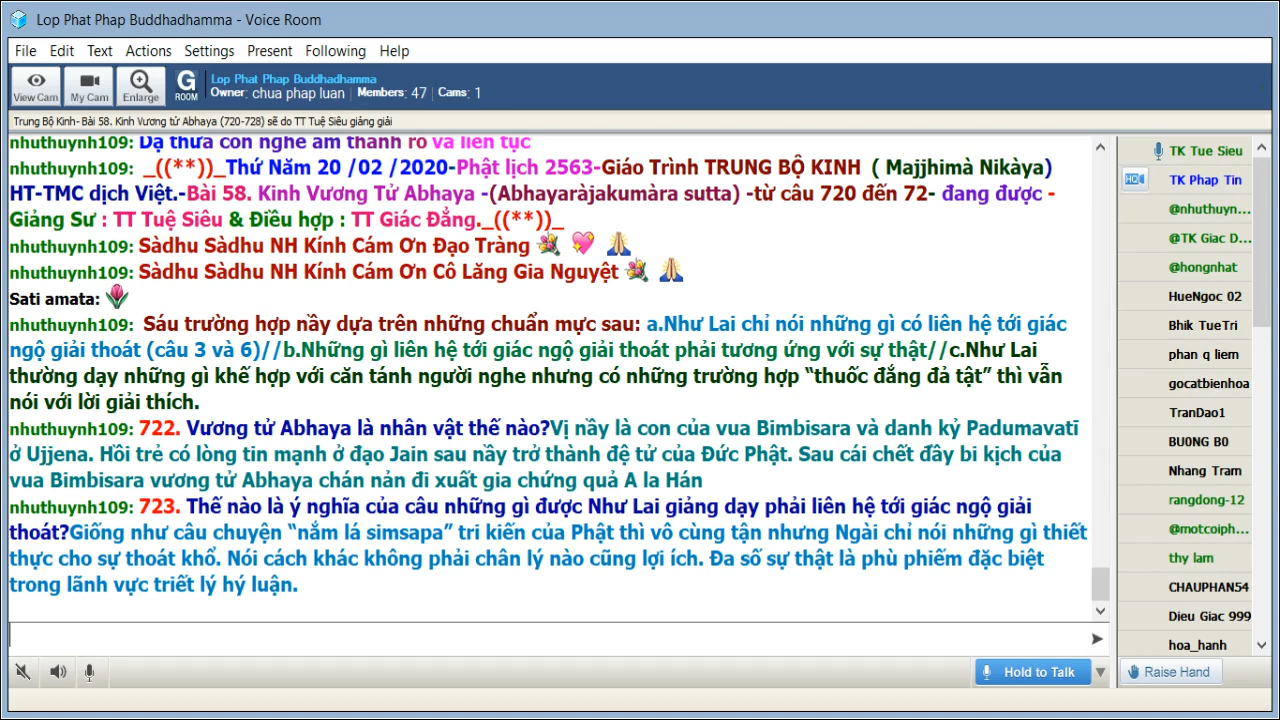 Lop Phat Phap Buddhadhamma - Voice Room
File Edit Text Actions Settings Present Following Help
View Cam My Cam Enlarge G ROOM
Lop Phat Phap Buddhadhamma
Owner: chua phap luan Members: 47 Cams: 1
Trung Bộ Kinh- Bài 58. Kinh Vương tử Abhaya (720-728) sẽ do TT Tuệ Siêu giảng giải
nhuthuynh109: Dạ thưa con nghe âm thanh rõ và liên tục
nhuthuynh109: _((**))_Thứ Năm 20 /02 /2020-Phật lịch 2563-Giáo Trình TRUNG BỘ KINH ( Majjhimà Nikàya)
HT-TMC dịch Việt.-Bài 58. Kinh Vương Tử Abhaya -(Abhayaràjakumàra sutta) -từ câu 720 đến 72- đang được -
Giảng Sư : TT Tuệ Siêu & Điều hợp : TT Giác Đẳng._((**))_
nhuthuynh109: Sàdhu Sàdhu NH Kính Cám Ơn Đạo Tràng
nhuthuynh109: Sàdhu Sàdhu NH Kính Cám Ơn Cô Lăng Gia Nguyệt
Sati amata:
nhuthuynh109: Sáu trường hợp nầy dựa trên những chuẩn mực sau: a.Như Lai chỉ nói những gì có liên hệ tới giác
ngộ giải thoát (câu 3 và 6)//b.Những gì liên hệ tới giác ngộ giải thoát phải tương ứng với sự thật//c.Như Lai
thường dạy những gì khế hợp với căn tánh người nghe nhưng có những trường hợp “thuốc đắng đả tật” thì vẫn
nói với lời giải thích.
nhuthuynh109: 722. Vương tử Abhaya là nhân vật thế nào?Vị nầy là con của vua Bimbisara và danh kỷ Padumavatī
ở Ujjena. Hồi trẻ có lòng tin mạnh ở đạo Jain sau nầy trở thành đệ tử của Đức Phật. Sau cái chết đầy bi kịch của
vua Bimbisara vương tử Abhaya chán nản đi xuất gia chứng quả A la Hán
nhuthuynh109: 723. Thế nào là ý nghĩa của câu những gì được Như Lai giảng dạy phải liên hệ tới giác ngộ giải
thoát?Giống như câu chuyện “nắm lá simsapa” tri kiến của Phật thì vô cùng tận nhưng Ngài chỉ nói những gì thiết
thực cho sự thoát khổ. Nói cách khác không phải chân lý nào cũng lợi ích. Đa số sự thật là phù phiếm đặc biệt
trong lãnh vực triết lý hý luận.
TK Tue Sieu
HD TK Phap Tin
@nhuthuyn...
@TK Giac D...
@hongnhat
HueNgoc 02
Bhik TueTri
phan q liem
gocatbienhoa
TranDao1
BU0NG B0
Nhang Tram
rangdong-12
@motcoiph...
thy lam
CHAUPHAN54
Dieu Giac 999
hoa_hanh
Hold to Talk
Raise Hand